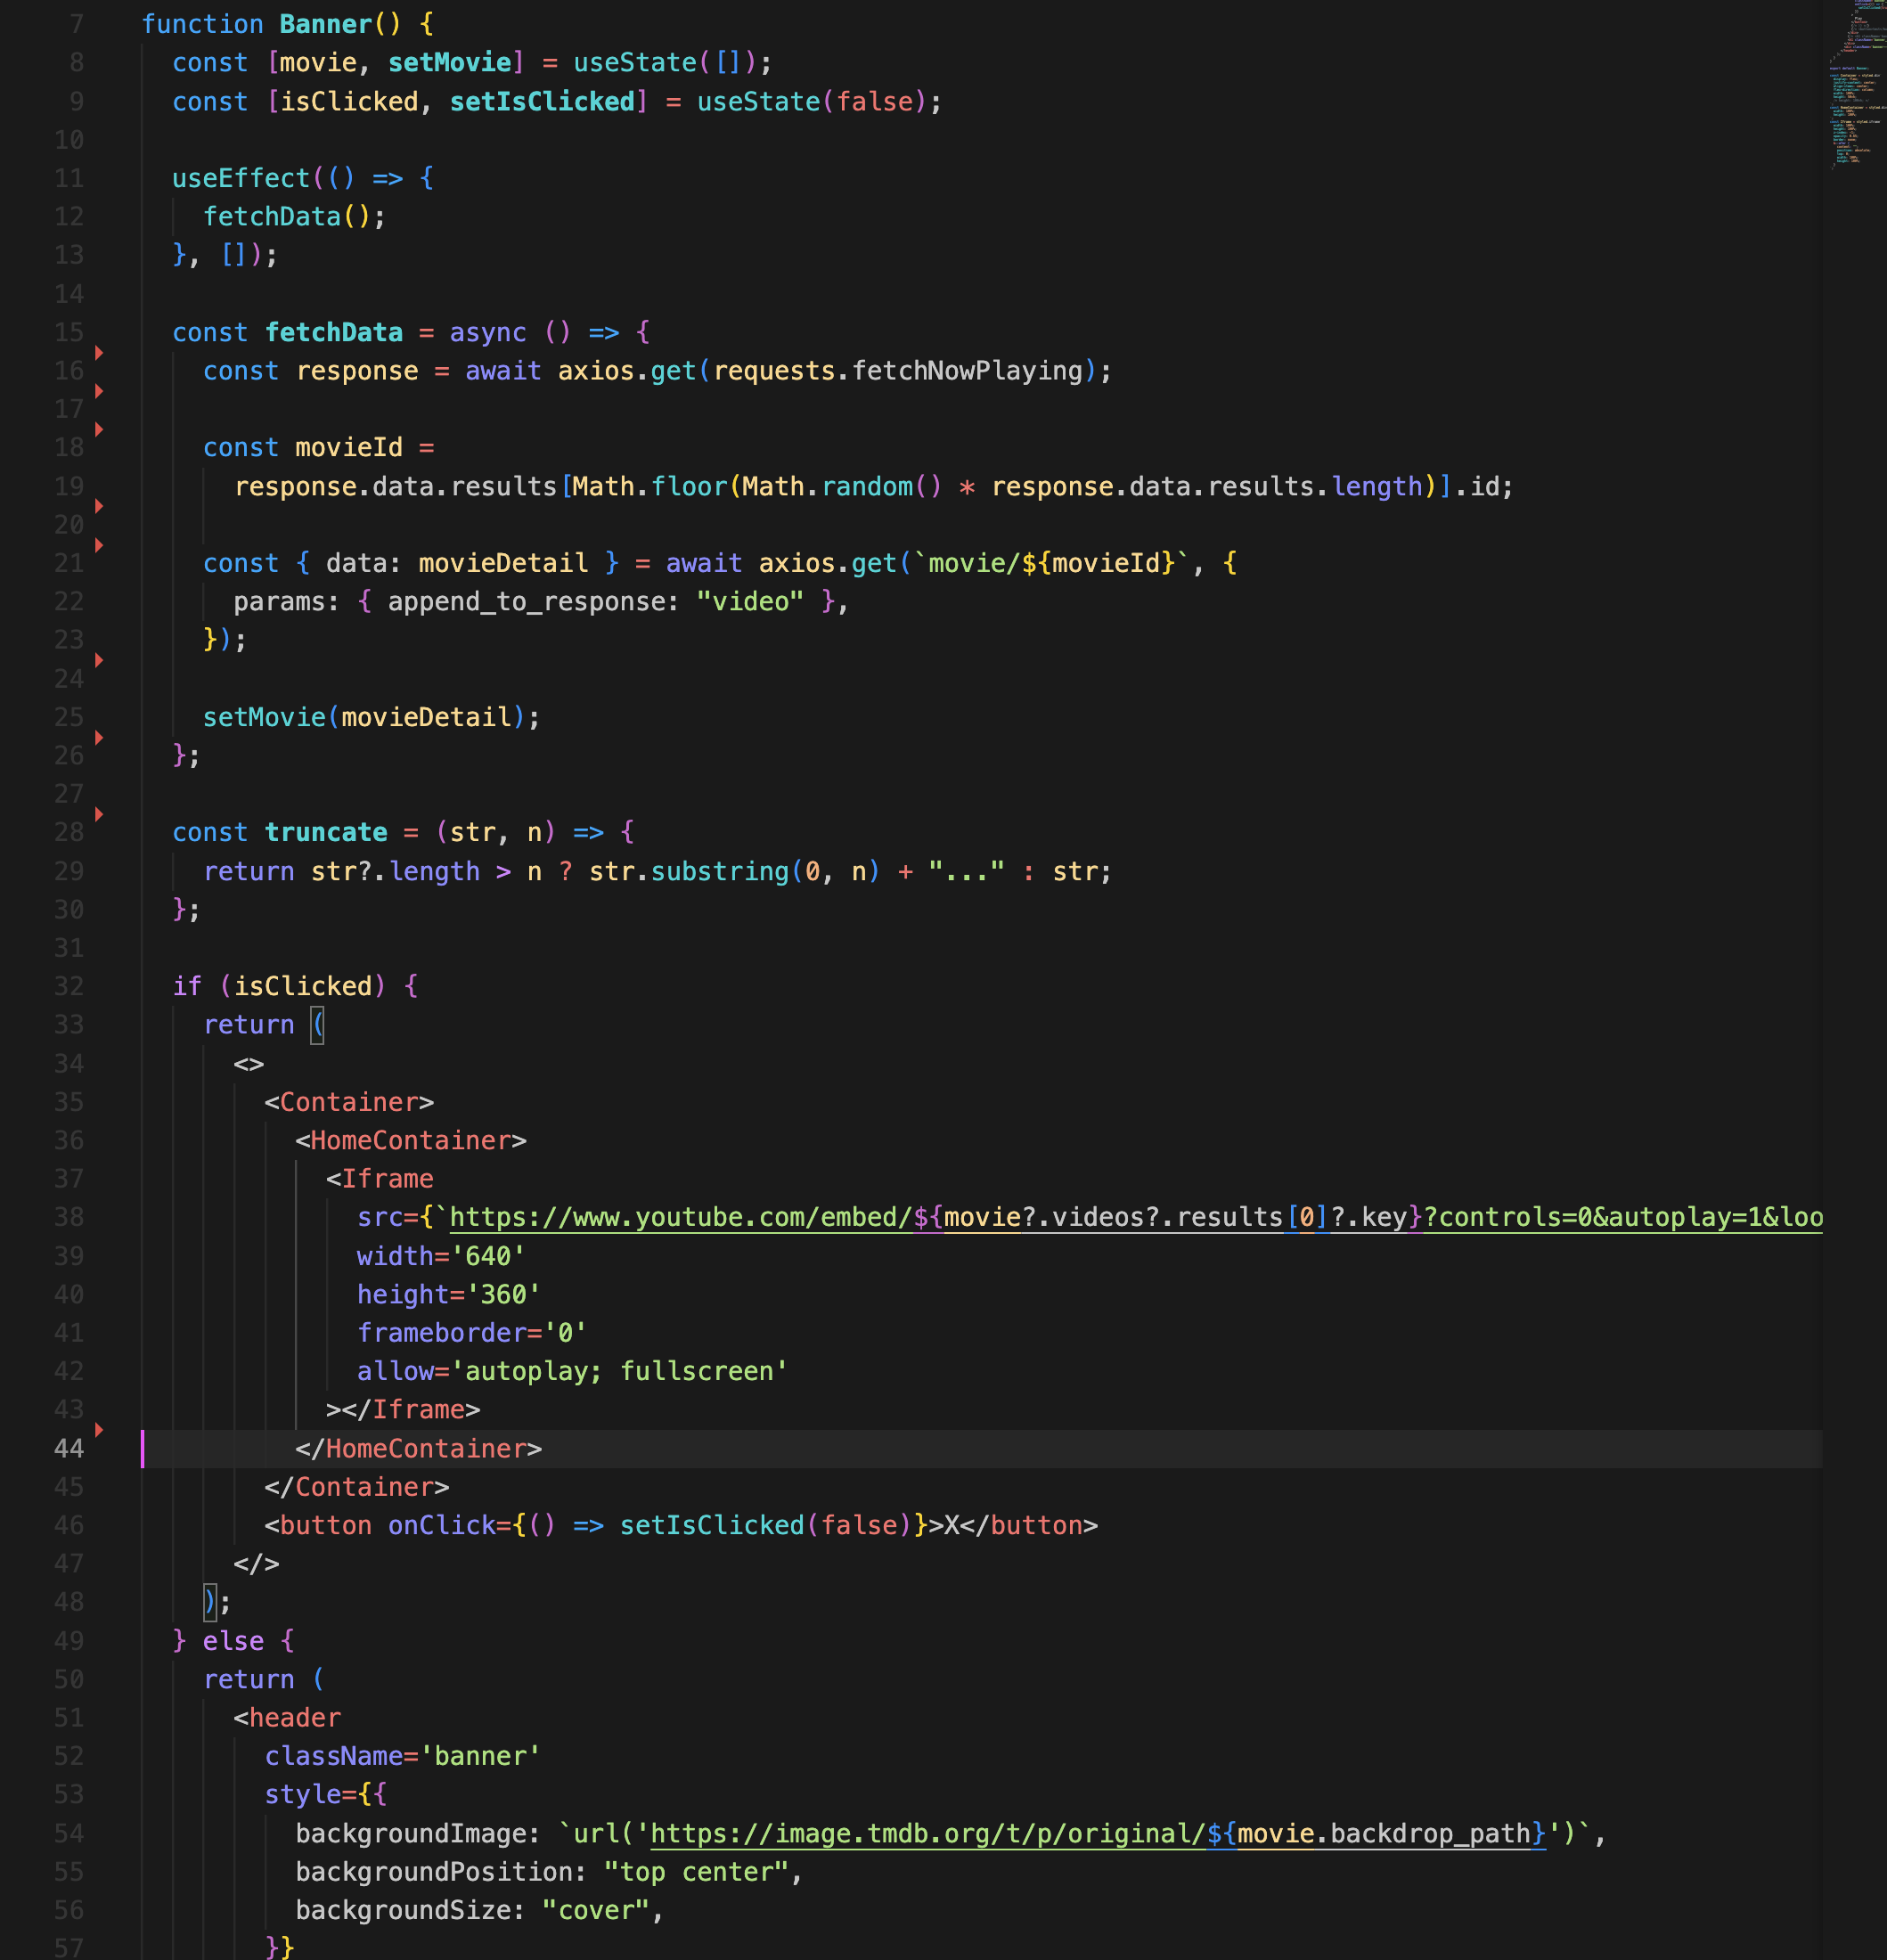 7 function Banner() {
8 const [movie, setMovie] = useState([]);
9 const [isClicked, setIsClicked] = useState(false);
10
11 useEffect(() => {
12 fetchData();
13 }, []);
14
15 const fetchData = async () => {
16 const response = await axios.get(requests.fetchNowPlaying);
17
18 const movieId =
19 response.data.results[Math.floor(Math.random() * response.data.results.length)].id;
20
21 const { data: movieDetail } = await axios.get(`movie/${movieId}`, {
22 params: { append_to_response: "video" },
23 });
24
25 setMovie(movieDetail);
26 };
27
28 const truncate = (str, n) => {
29 return str?.length > n ? str.substring(0, n) + "..." : str;
30 };
31
32 if (isClicked) {
33 return (
34 <>
35 <Container>
36 <HomeContainer>
37 <Iframe
38 src={`https://www.youtube.com/embed/${movie?.videos?.results[0]?.key}?controls=0&autoplay=1&loo
39 width='640'
40 height='360'
41 frameborder='0'
42 allow='autoplay; fullscreen'
43 ></Iframe>
44 </HomeContainer>
45 </Container>
46 <button onClick={() => setIsClicked(false)}>X</button>
47 </>
48 );
49 } else {
50 return (
51 <header
52 className='banner'
53 style={{
54 backgroundImage: `url('https://image.tmdb.org/t/p/original/${movie.backdrop_path}')`,
55 backgroundPosition: "top center",
56 backgroundSize: "cover",
57 }}